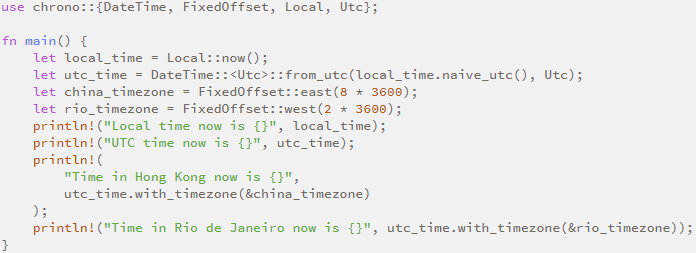 use chrono::{DateTime, FixedOffset, Local, Utc};

fn main() {
    let local_time = Local::now();
    let utc_time = DateTime::<Utc>::from_utc(local_time.naive_utc(), Utc);
    let china_timezone = FixedOffset::east(8 * 3600);
    let rio_timezone = FixedOffset::west(2 * 3600);
    println!("Local time now is {}", local_time);
    println!("UTC time now is {}", utc_time);
    println!(
        "Time in Hong Kong now is {}",
        utc_time.with_timezone(&china_timezone)
    );
    println!("Time in Rio de Janeiro now is {}", utc_time.with_timezone(&rio_timezone));
}